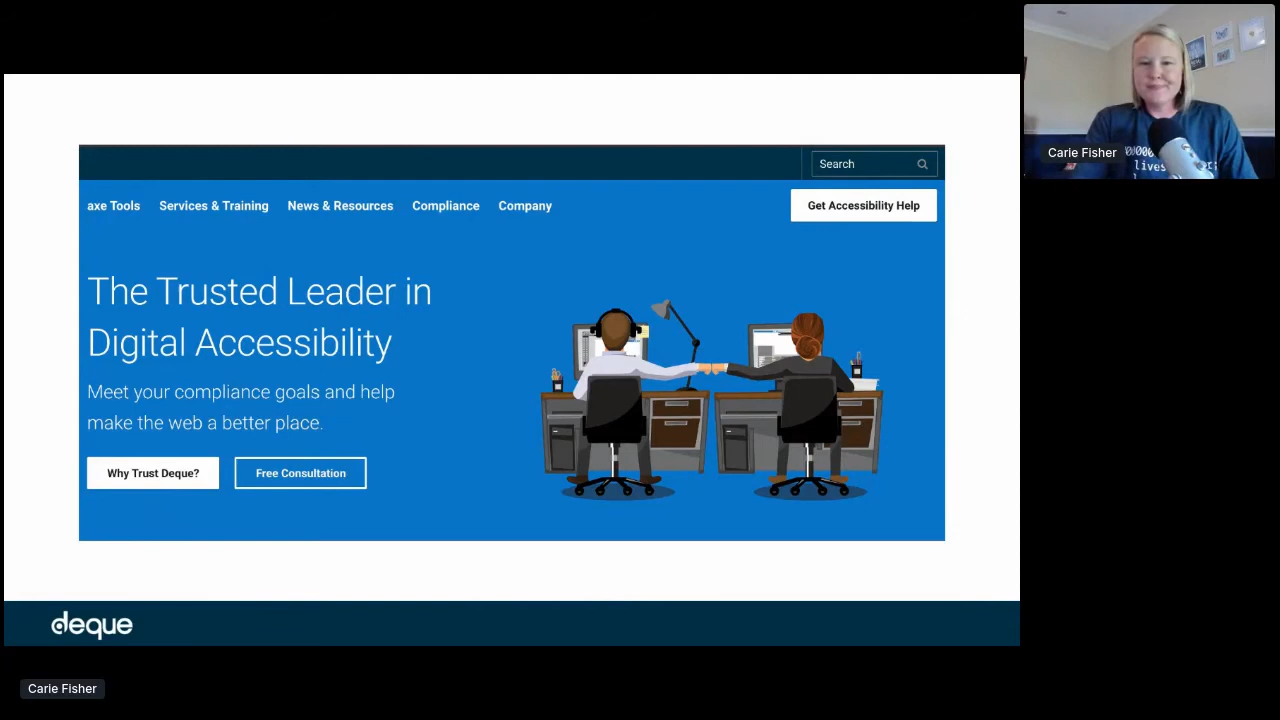 Search
axe Tools Services & Training News & Resources Compliance Company Get Accessibility Help
The Trusted Leader in
Digital Accessibility
Meet your compliance goals and help
make the web a better place.
Why Trust Deque? Free Consultation
deque
Carie Fisher
Carie Fisher
lives